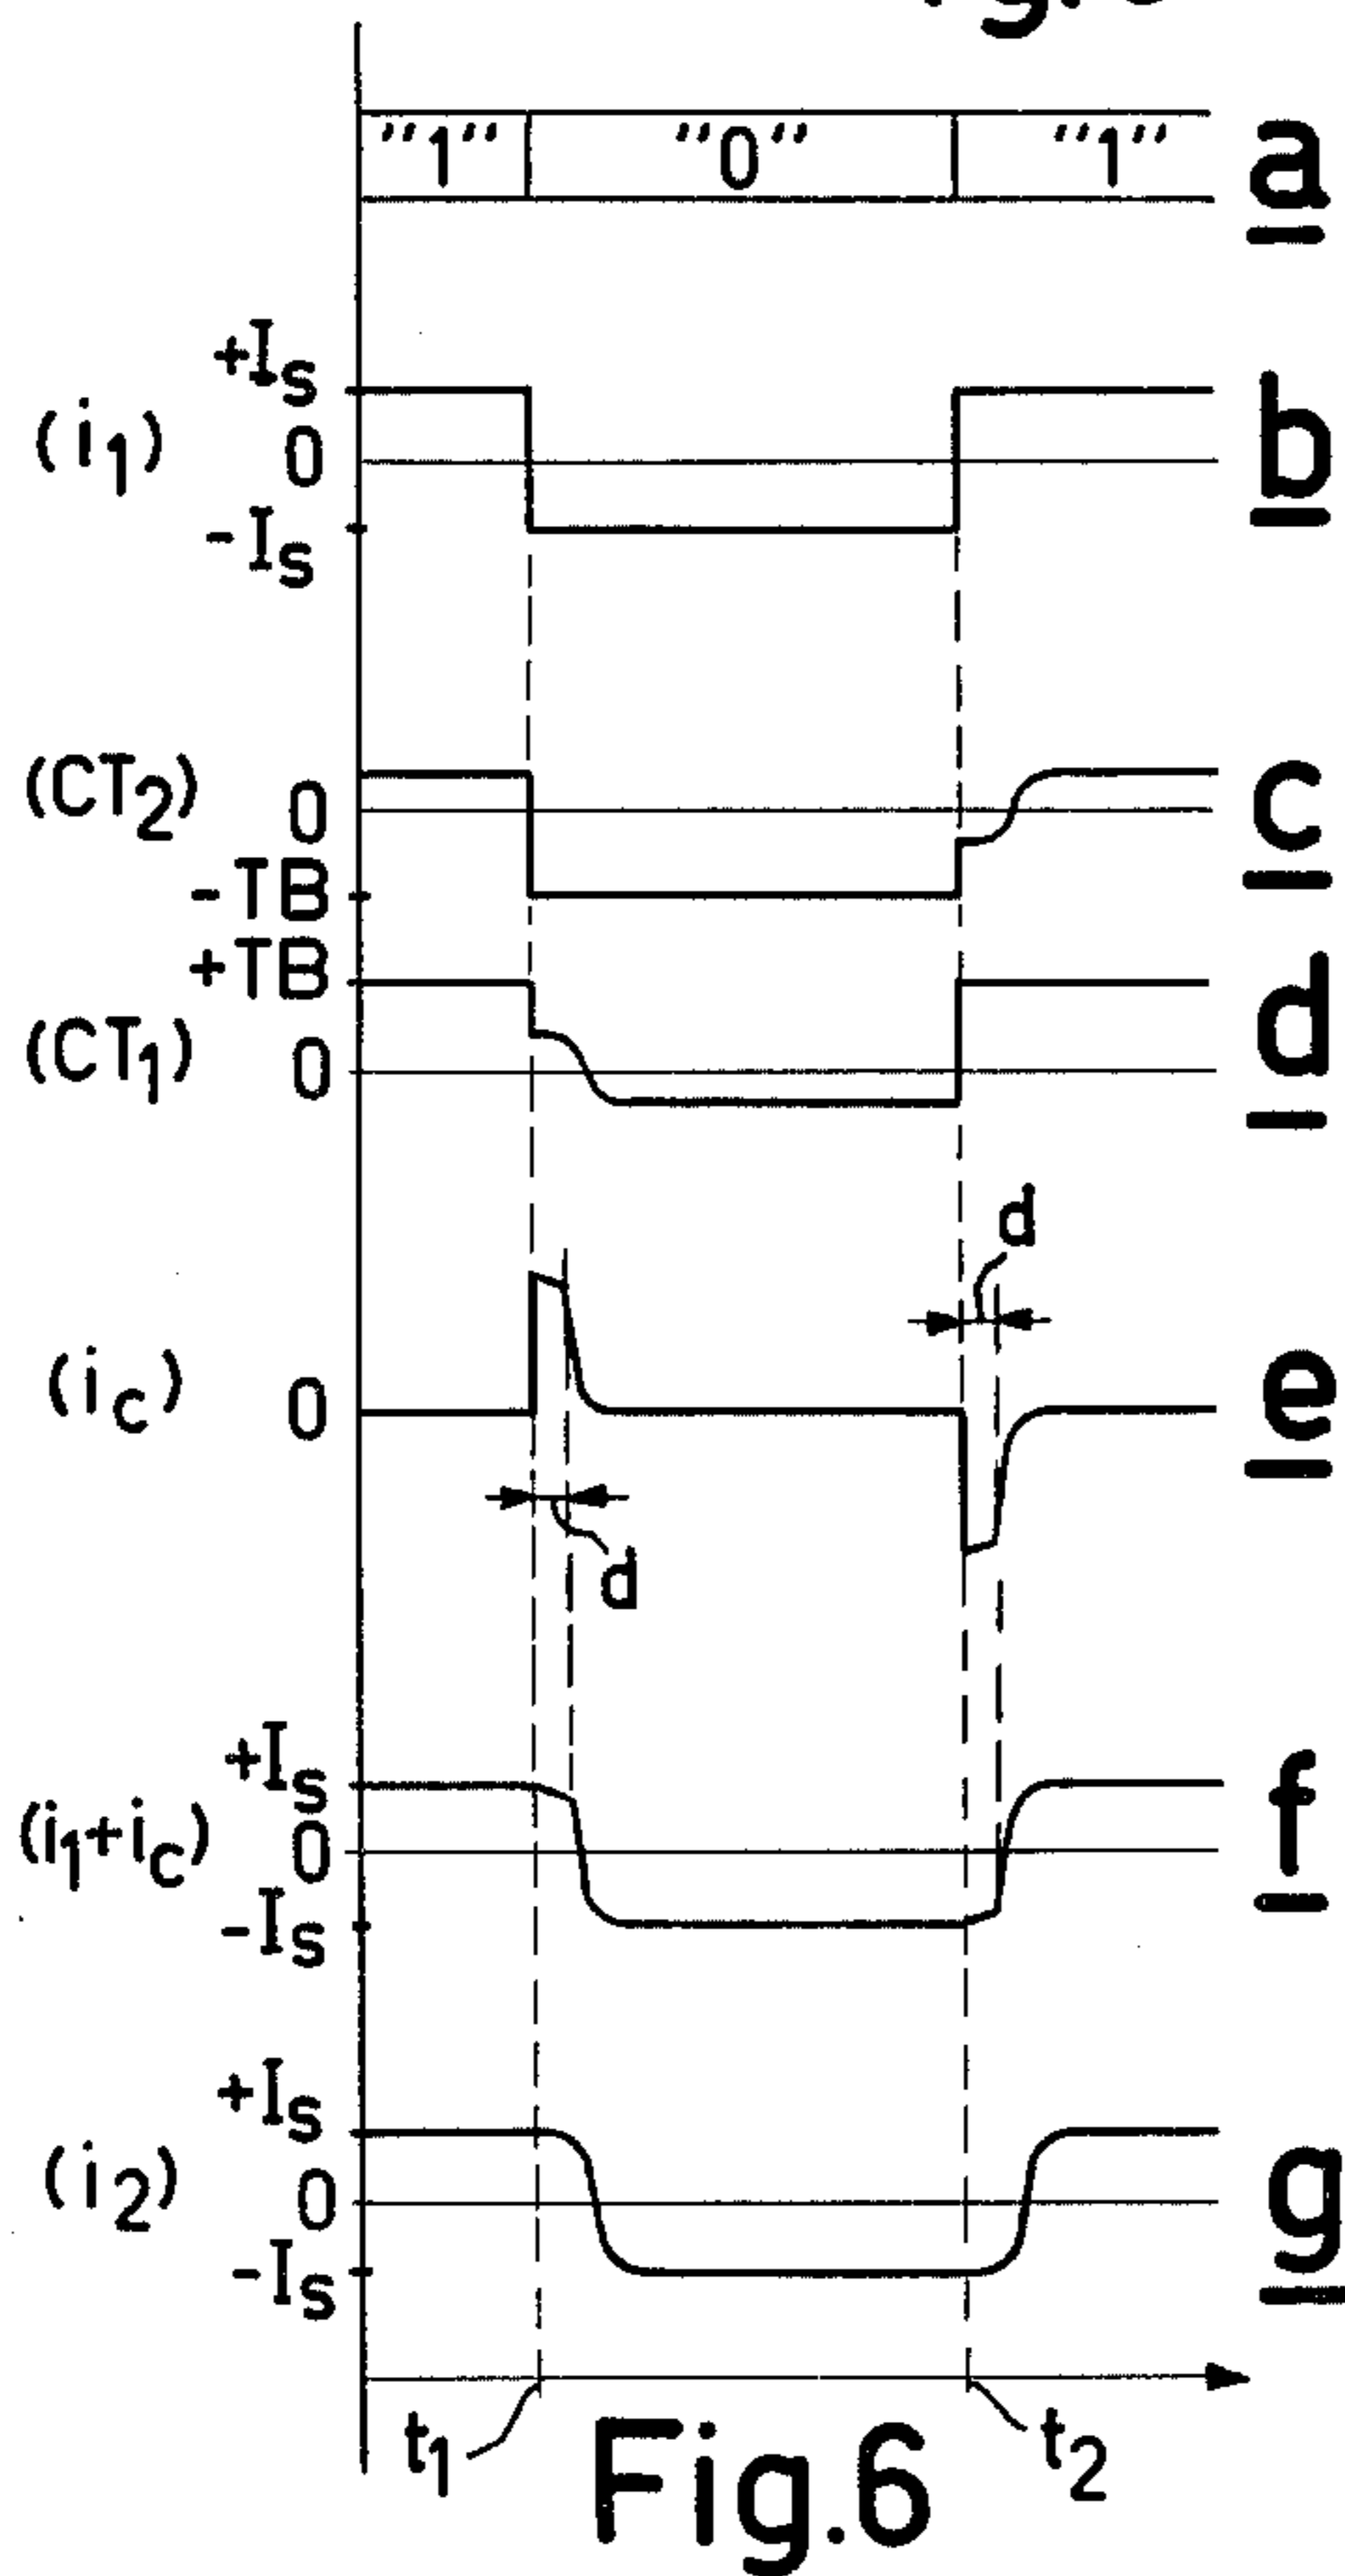 "1" "0" "1" a
+Is
(i1) 0 b
-Is
(CT2) 0 c
-TB
+TB
(CT1) 0 d
d
(ic) 0 e
d
+Is
(i1+ic) 0 f
-Is
+Is
(i2) 0 g
-Is
t1 t2
Fig.6